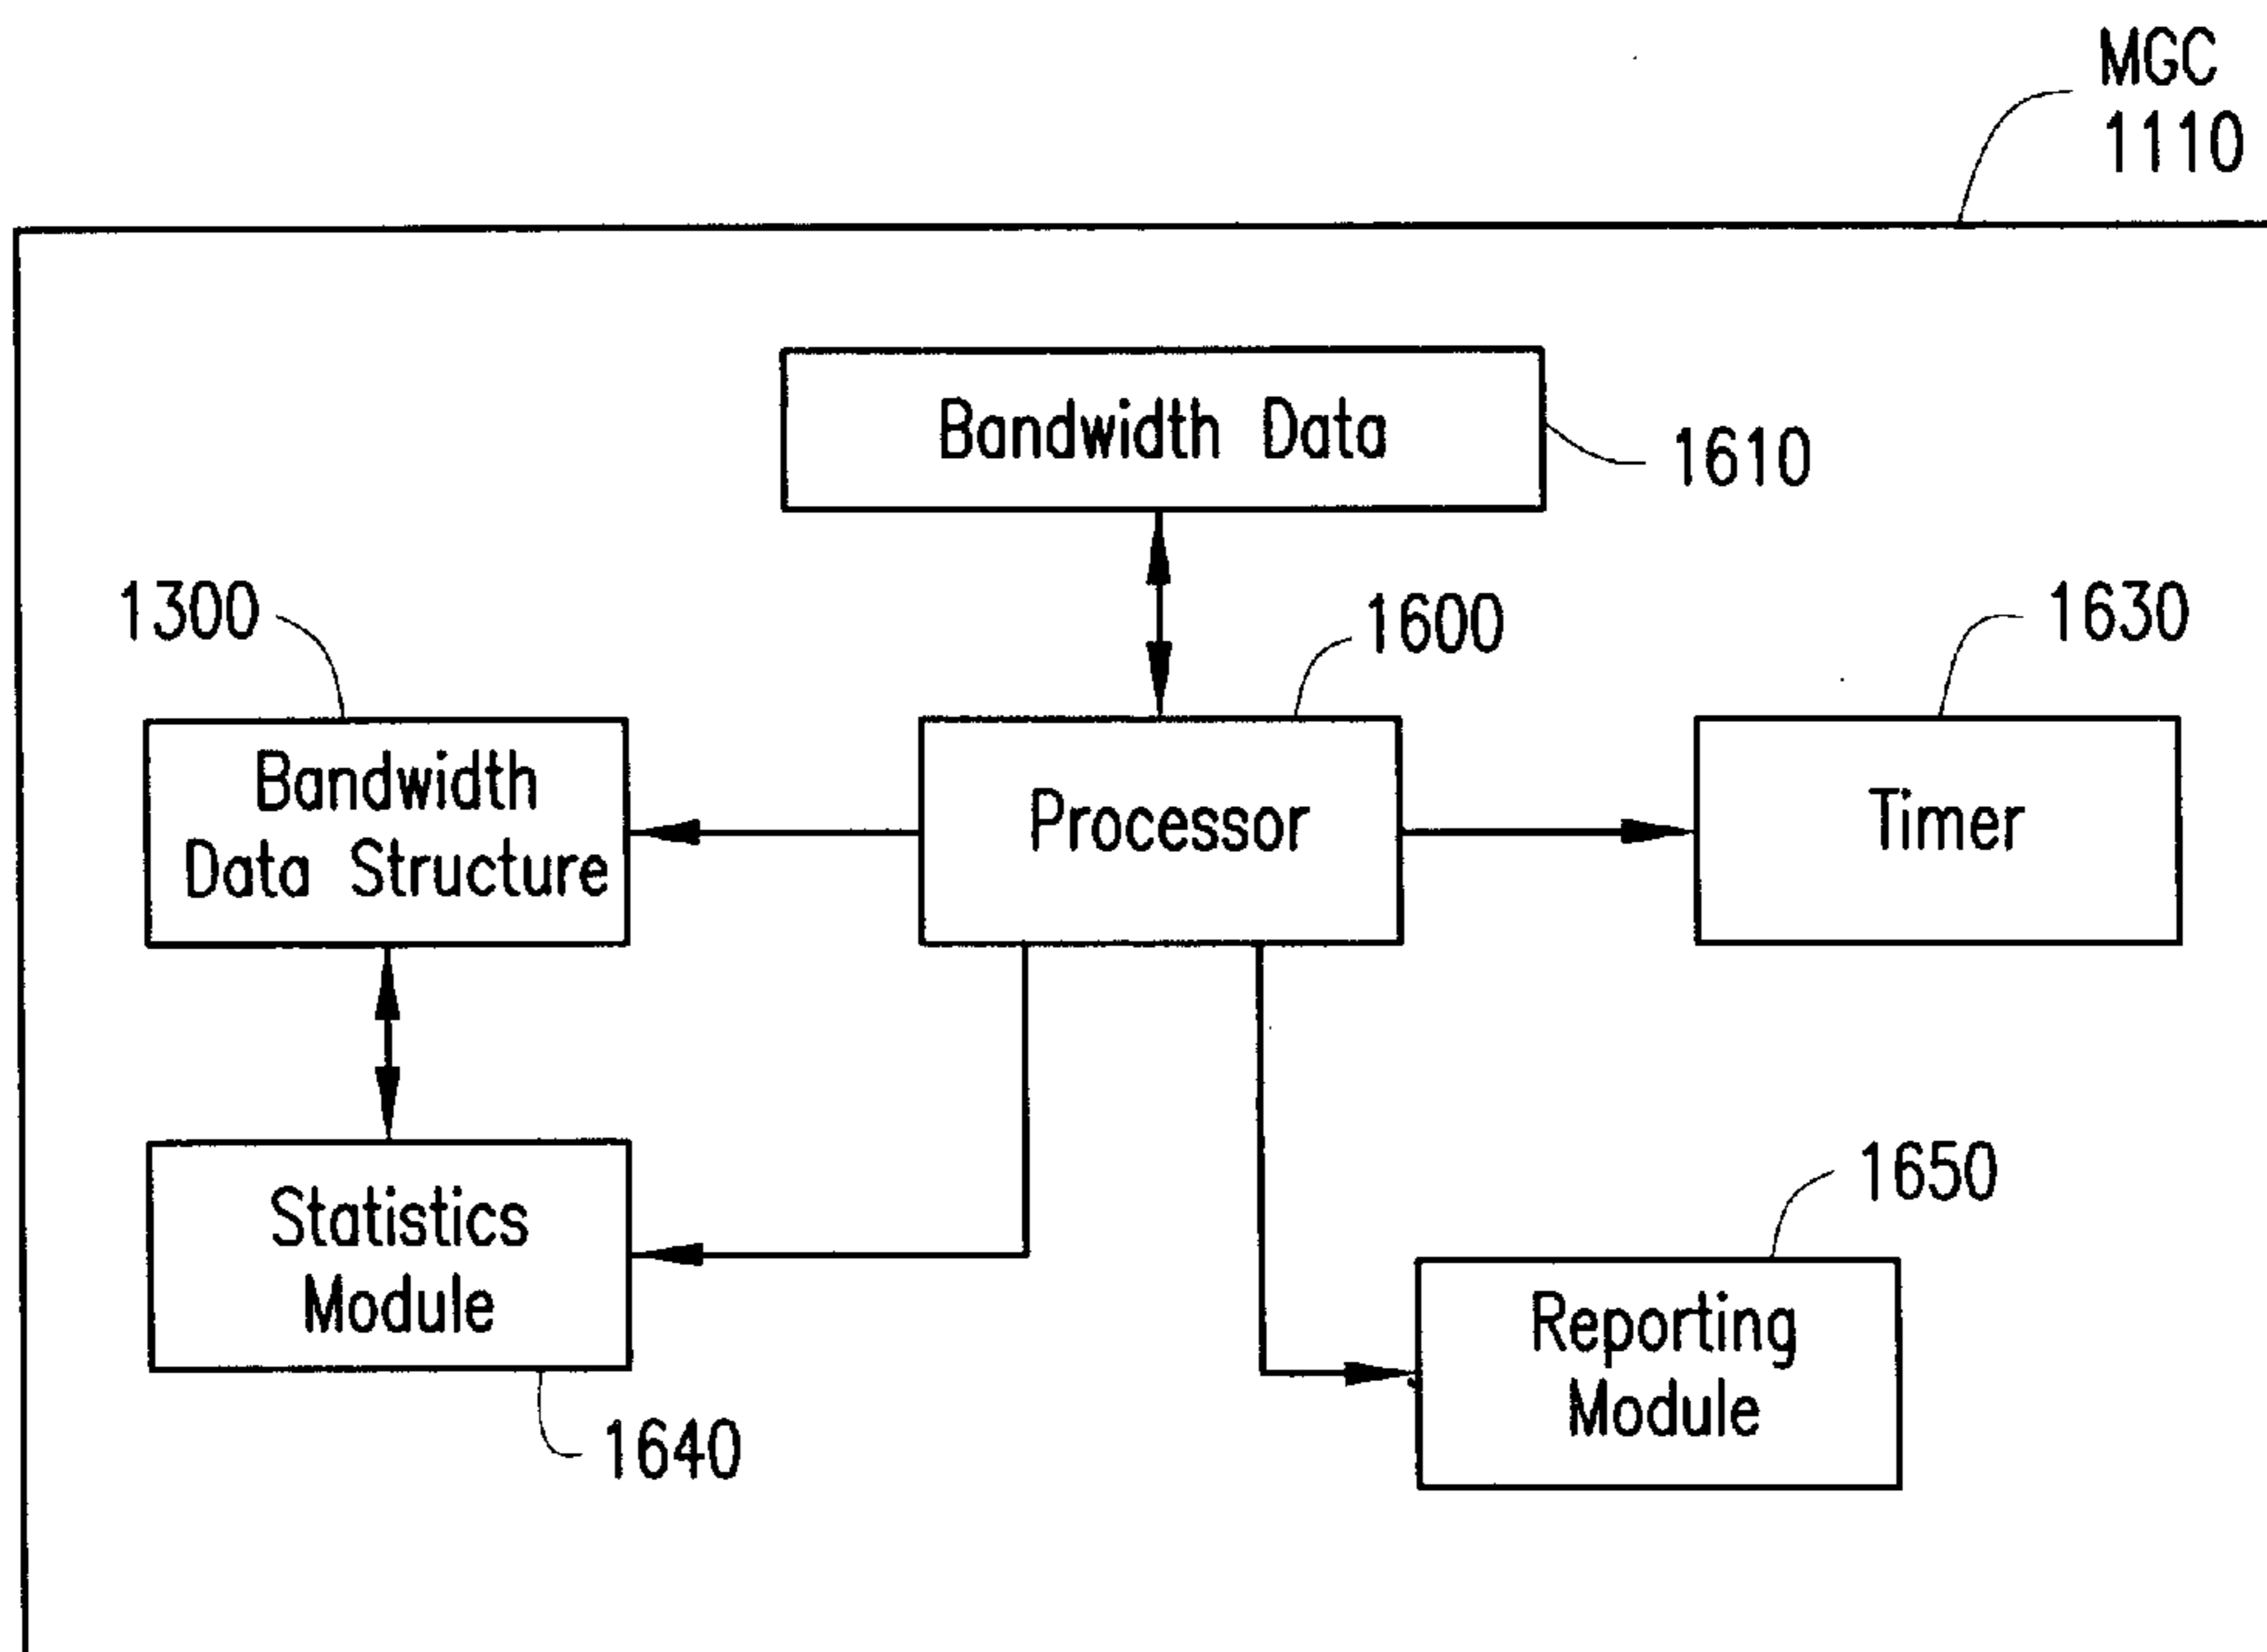 MGC
1110
Bandwidth Data
1610
1300
1600
1630
Bandwidth
Data Structure
Processor
Timer
Statistics
Module
1650
Reporting
Module
1640